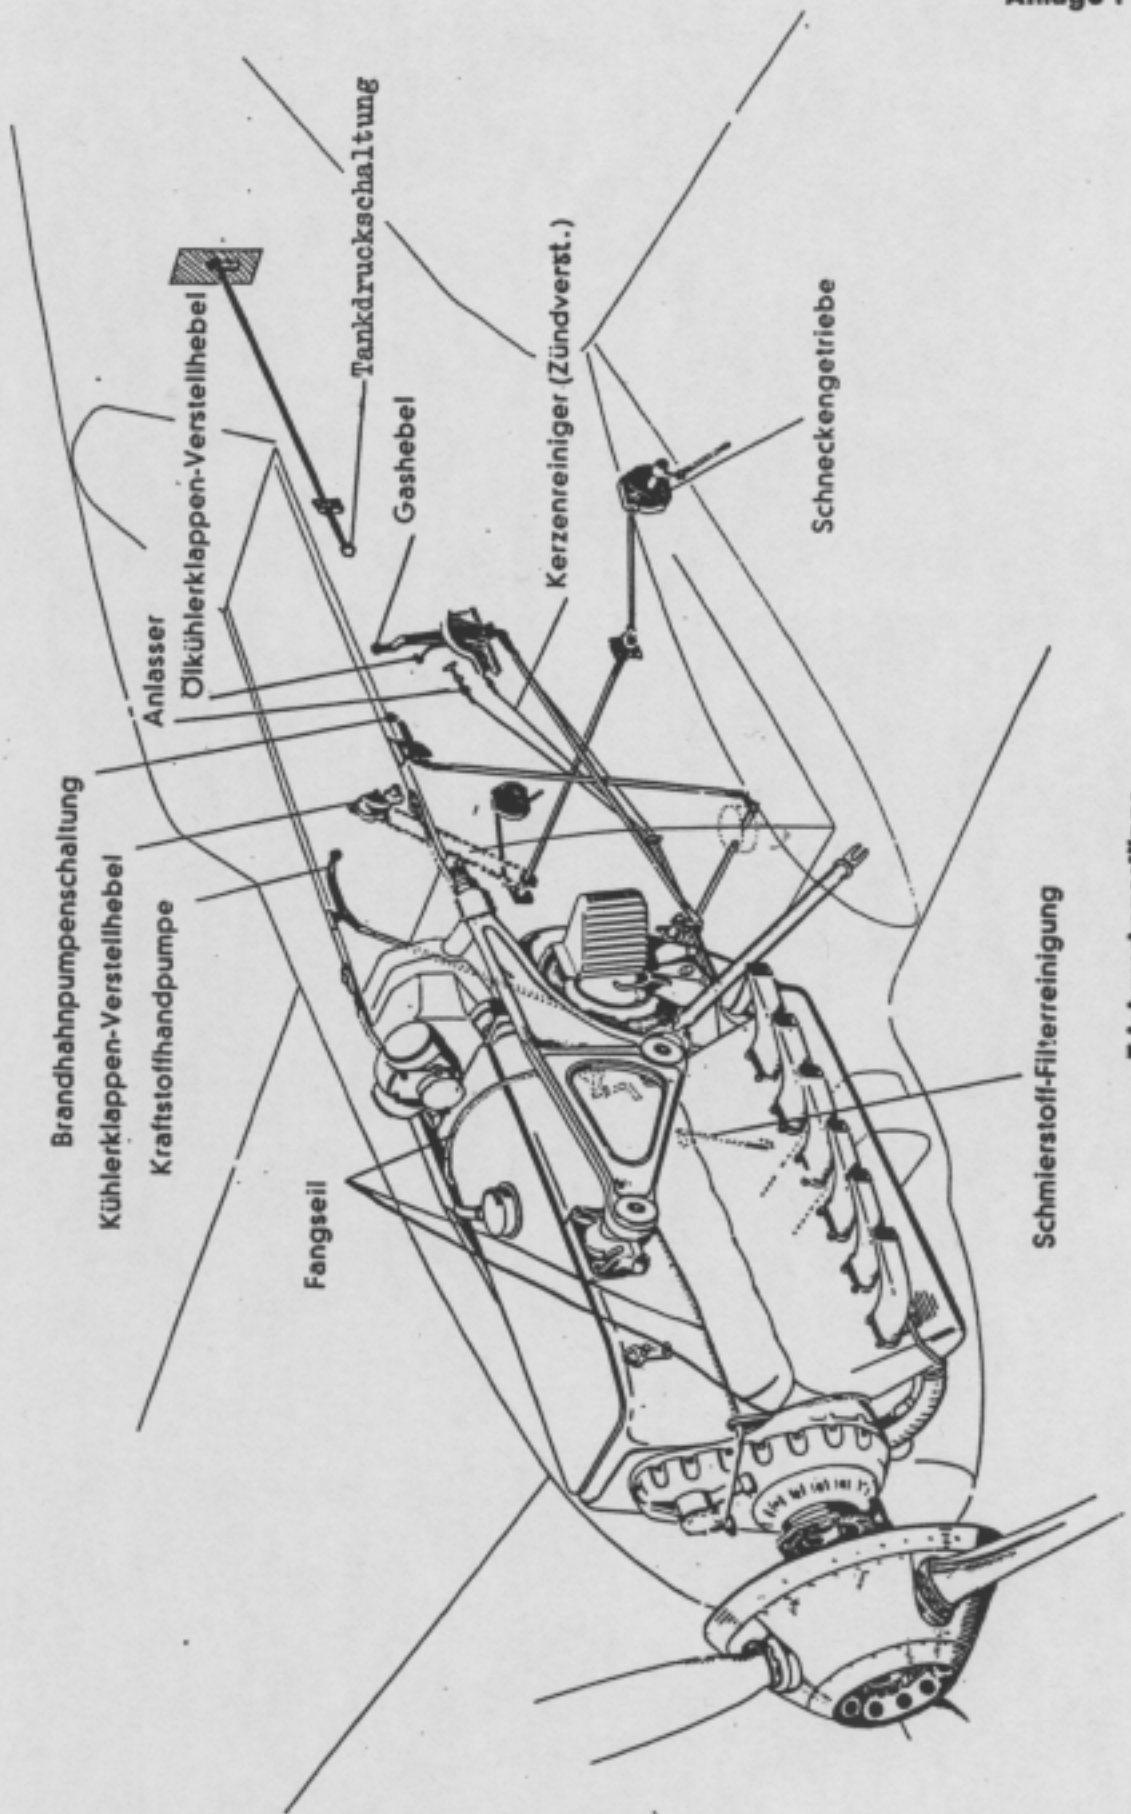 Brandhahnpumpenschaltung
Kühlerklappen-Verstellhebel
Kraftstoffhandpumpe
Anlasser
Ölkühlerklappen-Verstellhebel
Fangseil
Tankdruckschaltung
Gashebel
Kerzenreiniger (Zündverst.)
Schneckengetriebe
Schmierstoff-Filterreinigung